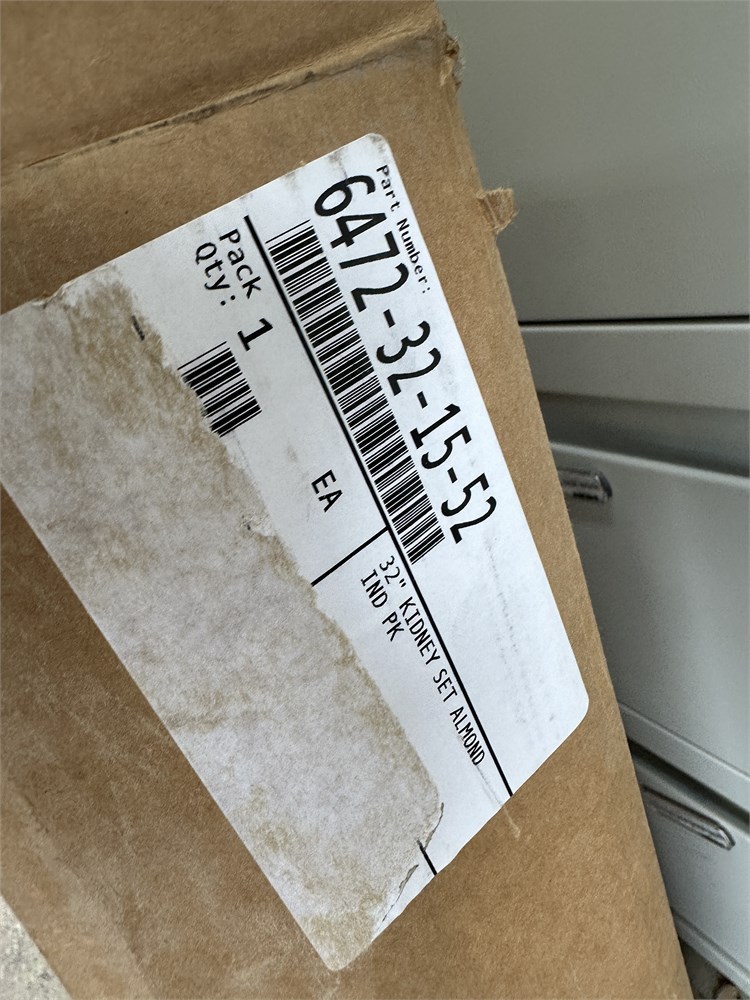 Part Number:
6472-32-15-52
Pack
Qty: 1
EA
32" KIDNEY SET ALMOND
IND PK